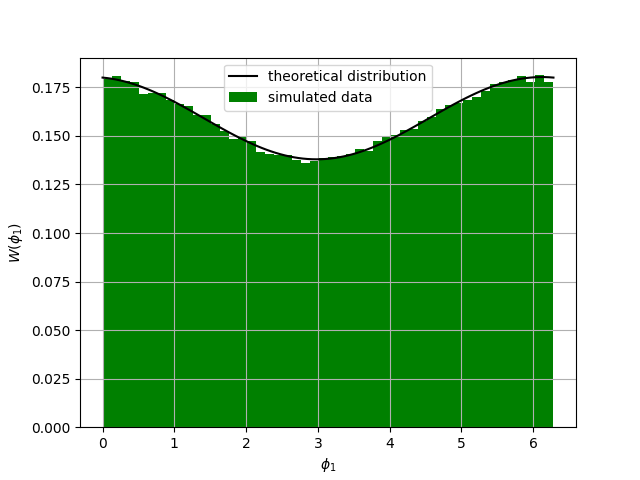 theoretical distribution
simulated data
W(ϕ₁)
0.175
0.150
0.125
0.100
0.075
0.050
0.025
0.000
0 1 2 3 4 5 6
ϕ₁